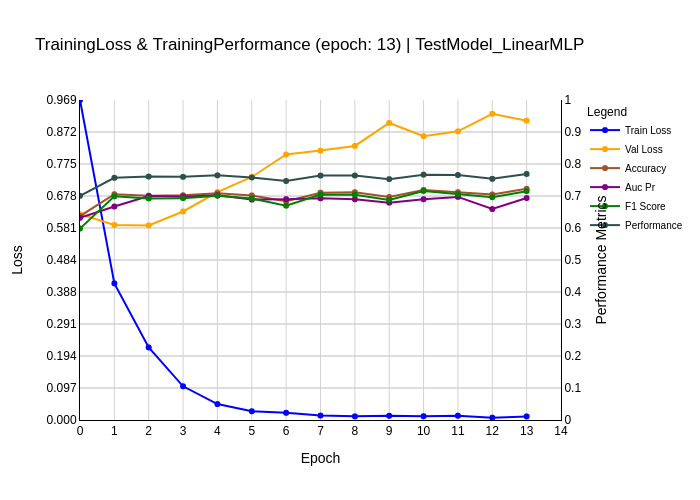 TrainingLoss & TrainingPerformance (epoch: 13) | TestModel_LinearMLP
0.969
0.872
0.775
0.678
0.581
0.484
0.388
0.291
0.194
0.097
0.000
Loss
0 1 2 3 4 5 6 7 8 9 10 11 12 13 14
Epoch
1
0.9
0.8
0.7
0.6
0.5
0.4
0.3
0.2
0.1
0
Performance Metrics
Legend
Train Loss
Val Loss
Accuracy
Auc Pr
F1 Score
Performance